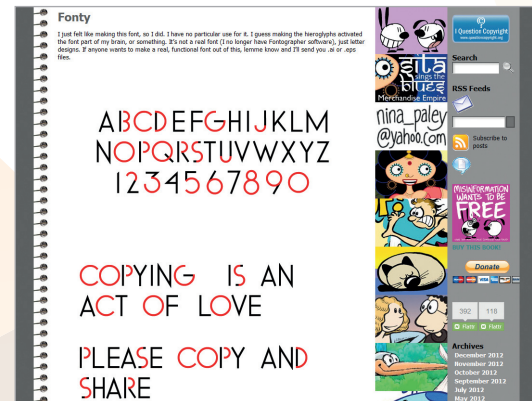 Fonty
I just felt like making this font, so I did. I have no particular use for it. I guess making the hieroglyphs activated
the font part of my brain, or something. It's not a real font (I no longer have Fontographer software), just letter
designs. If anyone wants to make a real, functional font out of this, lemme know and I'll send you .ai or .eps
files.
ABCDEFGHIJKLM
NOPQRSTUVWXYZ
1234567890
COPYING IS AN
ACT OF LOVE
PLEASE COPY AND
SHARE
Sita
sings the
blues
Merchandise Empire
nina_paley
@yahoo.com
©
?
I Question Copyright
www.questioncopyright.org
Search
RSS Feeds
Subscribe to
posts
MISINFORMATION
WANTS TO BE
FREE
BUY THIS BOOK!
Donate
VISA
392 118
Flattr Flattr
Archives
December 2012
November 2012
October 2012
September 2012
July 2012
May 2012